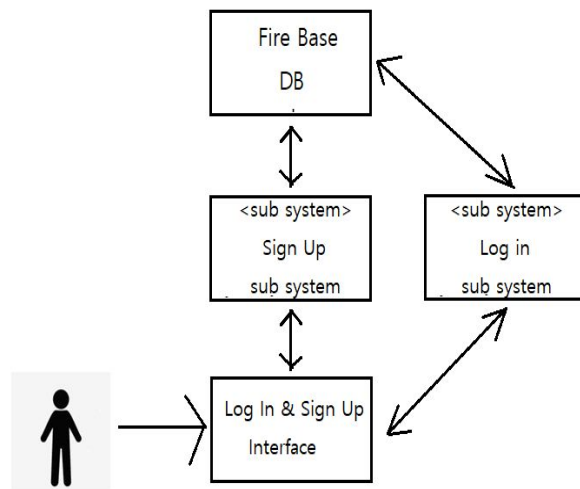 Fire Base
DB
<sub system>
Sign Up
sub system
<sub system>
Log in
sub system
Log In & Sign Up
Interface